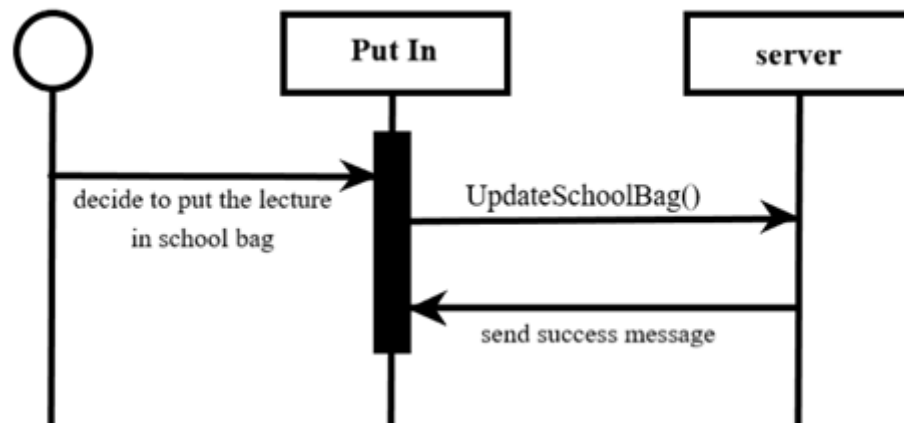 Put In
server
decide to put the lecture
in school bag
UpdateSchoolBag()
send success message